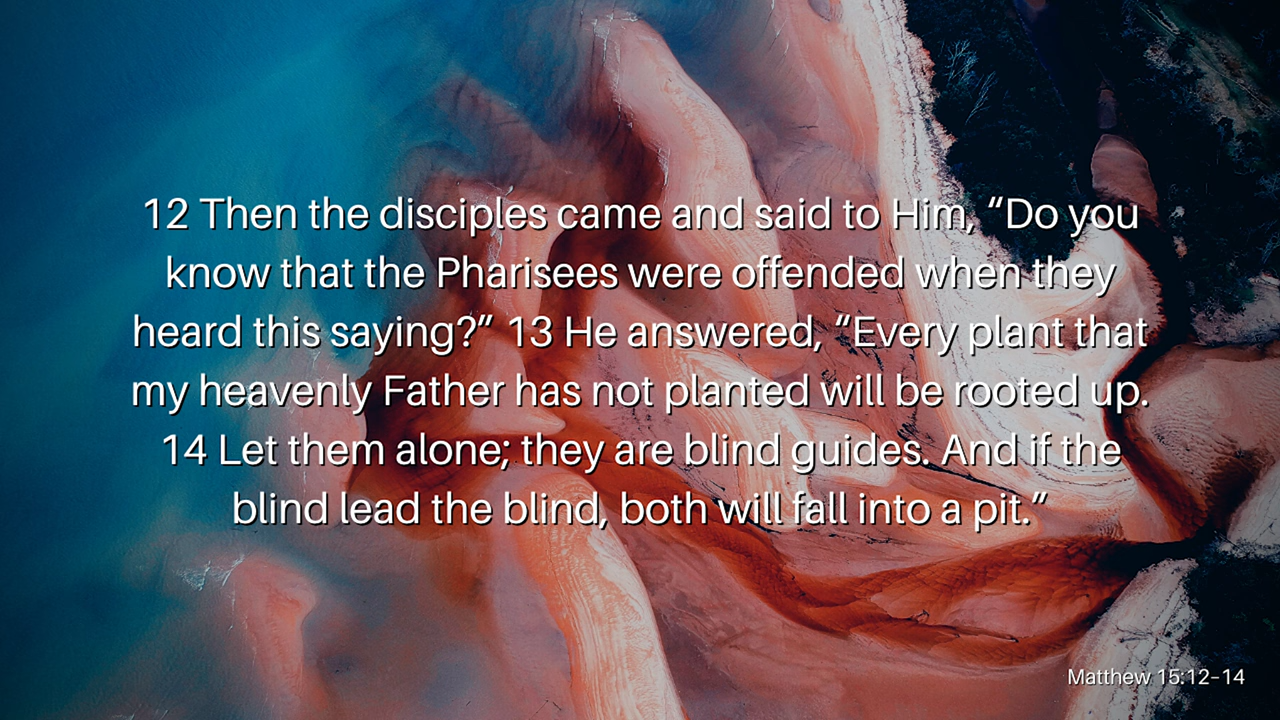 12 Then the disciples came and said to Him, “Do you
know that the Pharisees were offended when they
heard this saying?” 13 He answered, “Every plant that
my heavenly Father has not planted will be rooted up.
14 Let them alone; they are blind guides. And if the
blind lead the blind, both will fall into a pit.”
Matthew 15:12–14